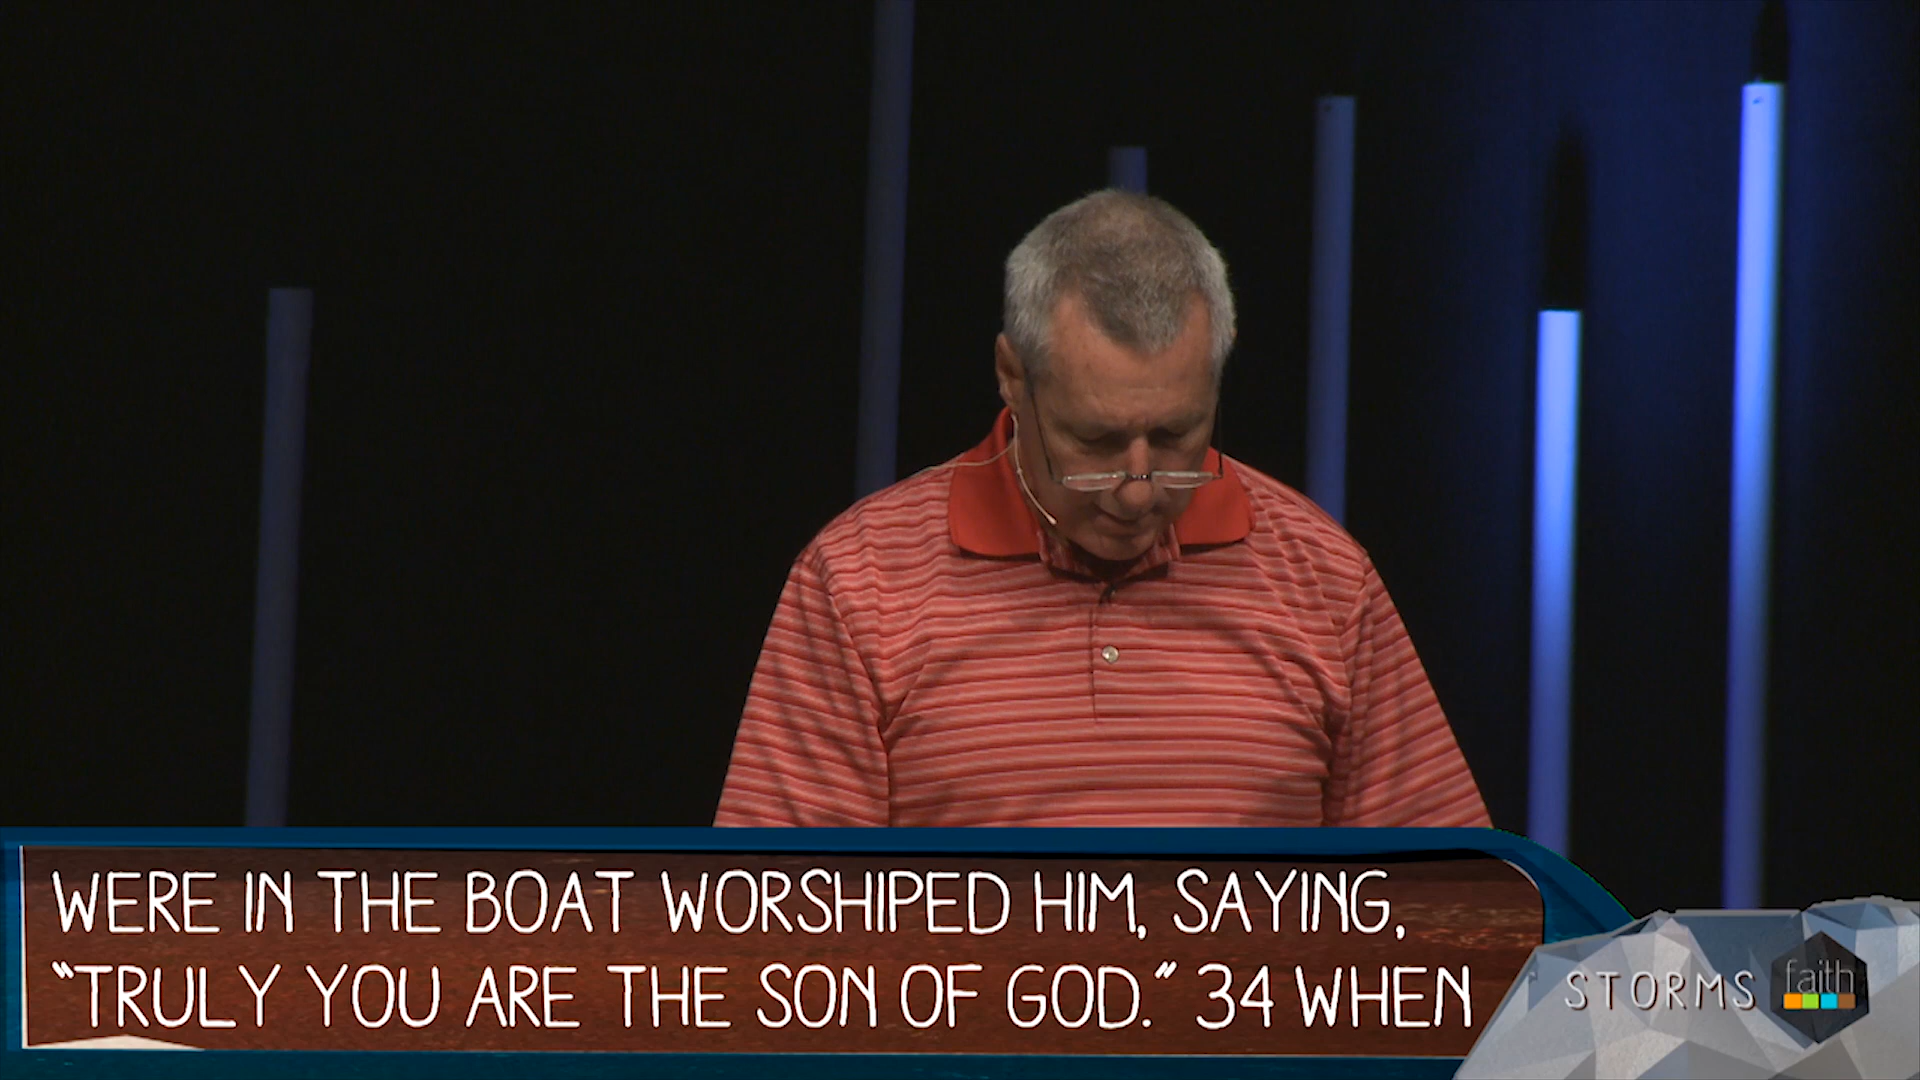 WERE IN THE BOAT WORSHIPED HIM, SAYING,
“TRULY YOU ARE THE SON OF GOD.” 34 WHEN
STORMS faith